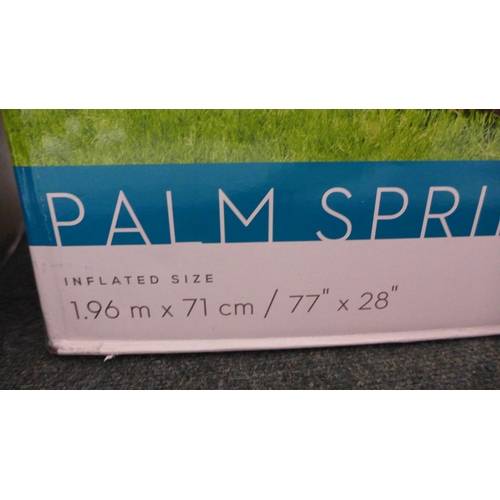 PALM SPRI
INFLATED SIZE
1.96 m x 71 cm / 77" x 28"